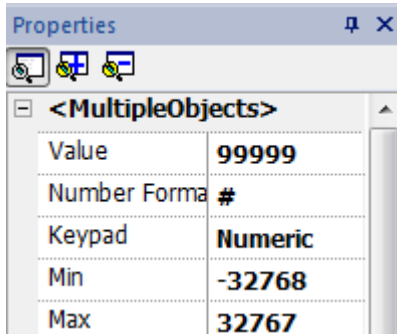 Properties
<MultipleObjects>
Value 99999
Number Forma #
Keypad Numeric
Min -32768
Max 32767